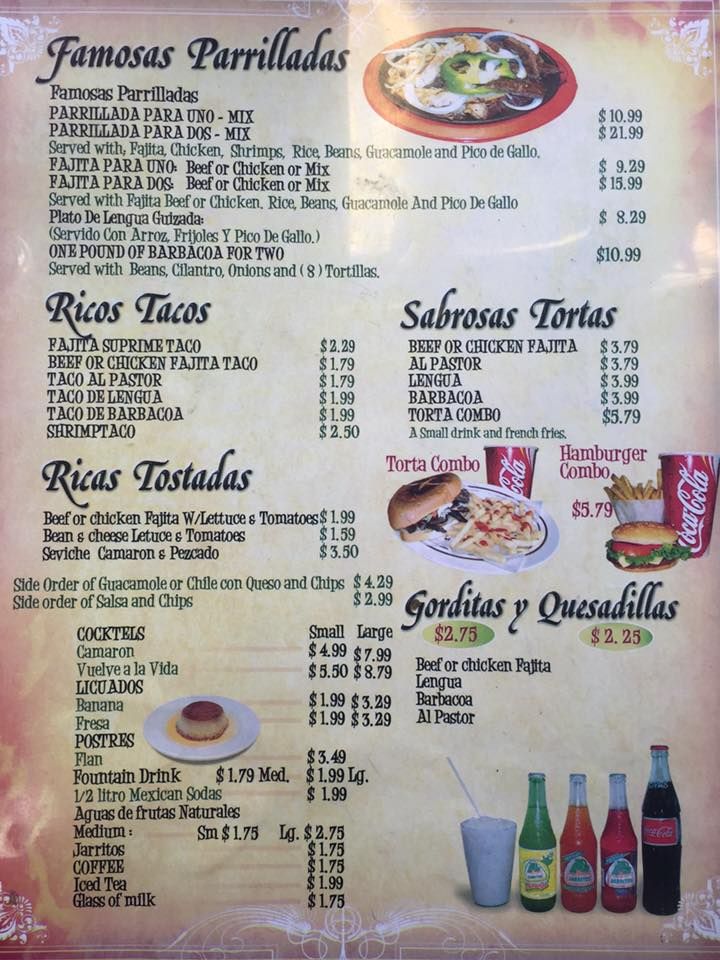 Famosas Parrilladas
Famosas Parrilladas
PARRILLADA PARA UNO - MIX $10.99
PARRILLADA PARA DOS - MIX $21.99
Served with; Fajita, Chicken, Shrimps, Rice, Beans, Guacamole and Pico de Gallo.
FAJITA PARA UNO: Beef or Chicken or Mix $ 9.29
FAJITA PARA DOS: Beef or Chicken or Mix $15.99
Served with Fajita Beef or Chicken. Rice, Beans, Guacamole And Pico De Gallo
Plato De Lengua Guizada: $ 8.29
(Servido Con Arroz, Frijoles Y Pico De Gallo.)
ONE POUND OF BARBACOA FOR TWO $10.99
Served with Beans, Cilantro, Onions and ( 8 ) Tortillas.
Ricos Tacos
FAJITA SUPRIME TACO $2.29
BEEF OR CHICKEN FAJITA TACO $1.79
TACO AL PASTOR $1.79
TACO DE LENGUA $1.99
TACO DE BARBACOA $1.99
SHRIMPTACO $2.50
Sabrosas Tortas
BEEF OR CHICKEN FAJITA $3.79
AL PASTOR $3.79
LENGUA $3.99
BARBACOA $3.99
TORTA COMBO $5.79
A Small drink and french fries.
Torta Combo
Coca-Cola
Hamburger
Combo
$5.79
Coca-Cola
Ricas Tostadas
Beef or chicken Fajita W/Lettuce & Tomatoes $1.99
Bean & cheese Letuce & Tomatoes $1.59
Seviche Camaron & Pezcado $3.50
Side Order of Guacamole or Chile con Queso and Chips $4.29
Side order of Salsa and Chips $2.99
Gorditas y Quesadillas
$2.75 $2.25
Beef or chicken Fajita
Lengua
Barbacoa
Al Pastor
COCKTELS Small Large
Camaron $4.99 $7.99
Vuelve a la Vida $5.50 $8.79
LICUADOS
Banana $1.99 $3.29
Fresa $1.99 $3.29
POSTRES
Flan $3.49
Fountain Drink $1.79 Med. $1.99 Lg.
1/2 litro Mexican Sodas $ 1.99
Aguas de frutas Naturales
Medium : Sm $1.75 Lg. $2.75
Jarritos $1.75
COFFEE $1.75
Iced Tea $1.99
Glass of milk $1.75
Coca-Cola